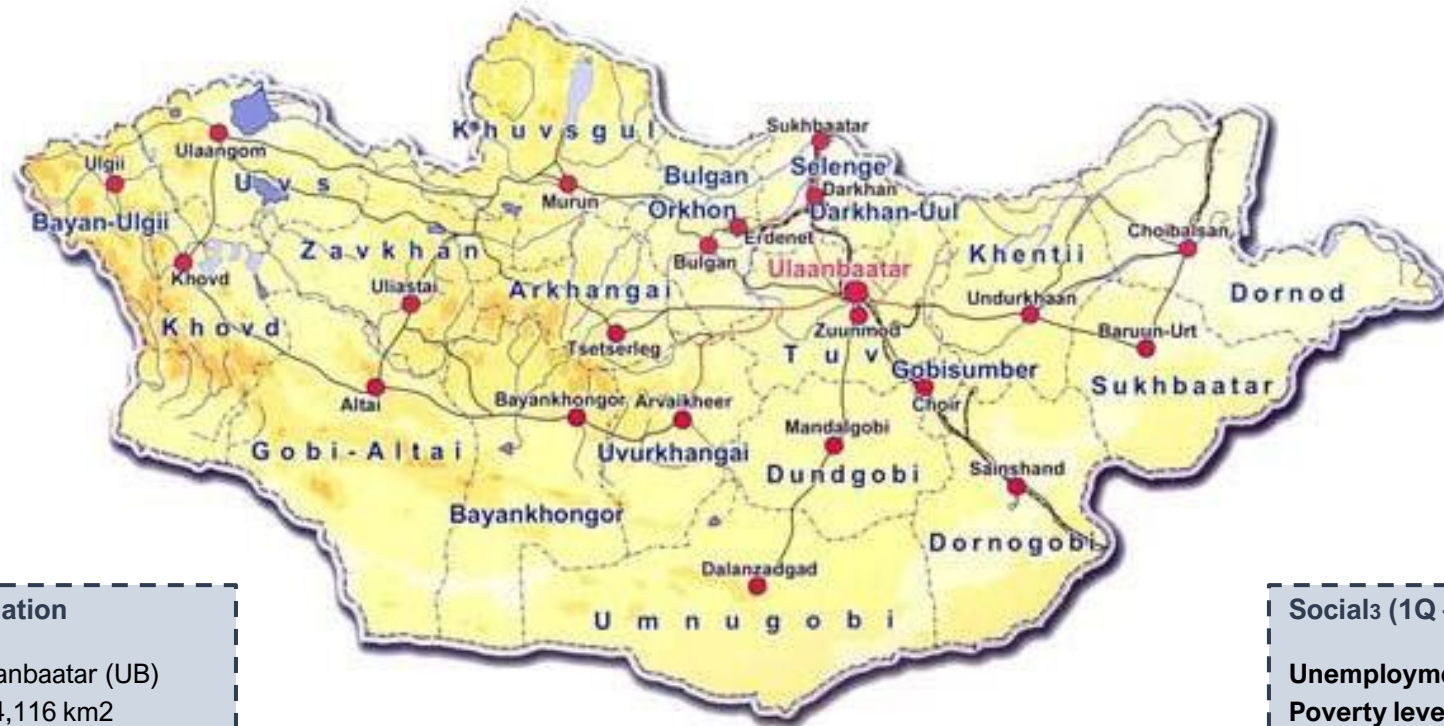 Khuvsgul
Sukhbaatar
Ulaangom
Selenge
Ulgii
Bulgan
Uvs
Darkhan
Murun
Orkhon
Darkhan-Uul
Bayan-Ulgii
Erdenet
Choibalsan
Zavkhan
Khentii
Bulgan
Khovd
Ulaanbaatar
Uliastai
Arkhangai
Undurkhaan
Dornod
Khovd
Zuunmod
Baruun-Urt
Tsetserleg
Tuv
Gobisumber
Sukhbaatar
Altai
Bayankhongor
Arvaikheer
Choir
Mandalgobi
Gobi-Altai
Uvurkhangai
Sainshand
Dundgobi
Bayankhongor
Dornogobi
Dalanzadgad
Umnugobi
ation
anbaatar (UB)
4,116 km2
Social3 (1Q
Unemployme
Poverty leve